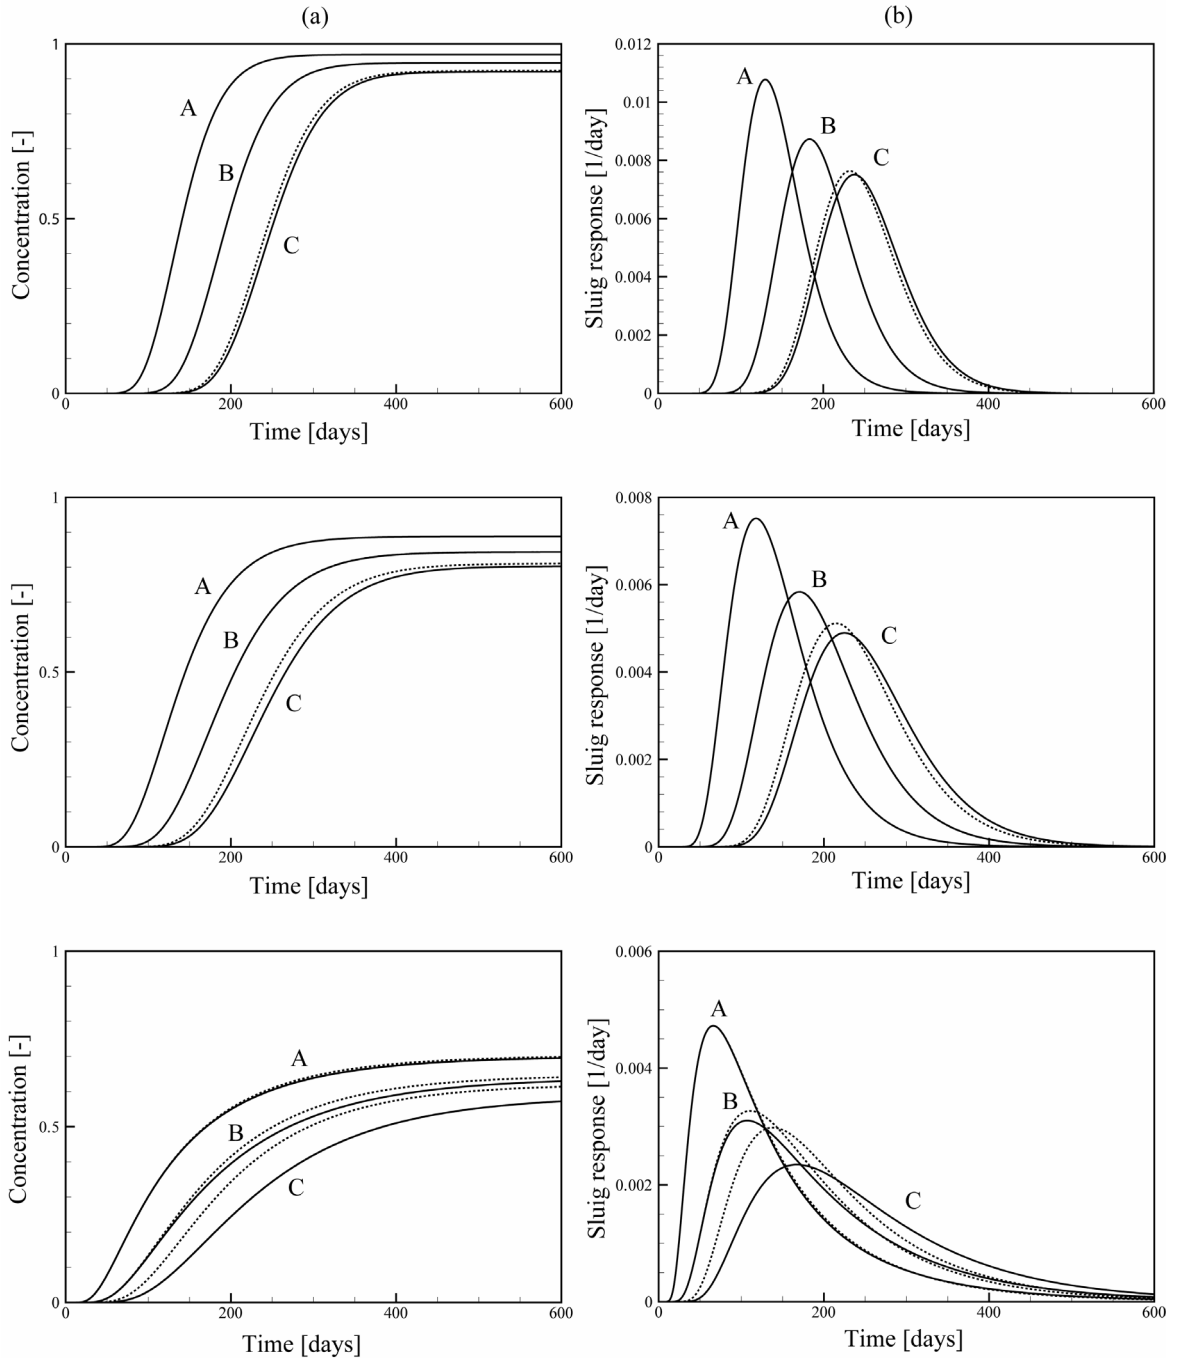 (a)
(b)
1
0.5
0
Concentration [-]
A
B
C
0
200
400
600
Time [days]
0.012
0.01
0.008
0.006
0.004
0.002
0
Sluig response [1/day]
A
B
C
0
200
400
600
Time [days]
1
0.5
0
Concentration [-]
A
B
C
0
200
400
600
Time [days]
0.008
0.006
0.004
0.002
0
Sluig response [1/day]
A
B
C
0
200
400
600
Time [days]
1
0.5
0
Concentration [-]
A
B
C
0
200
400
600
Time [days]
0.006
0.004
0.002
0
Sluig response [1/day]
A
B
C
0
200
400
600
Time [days]